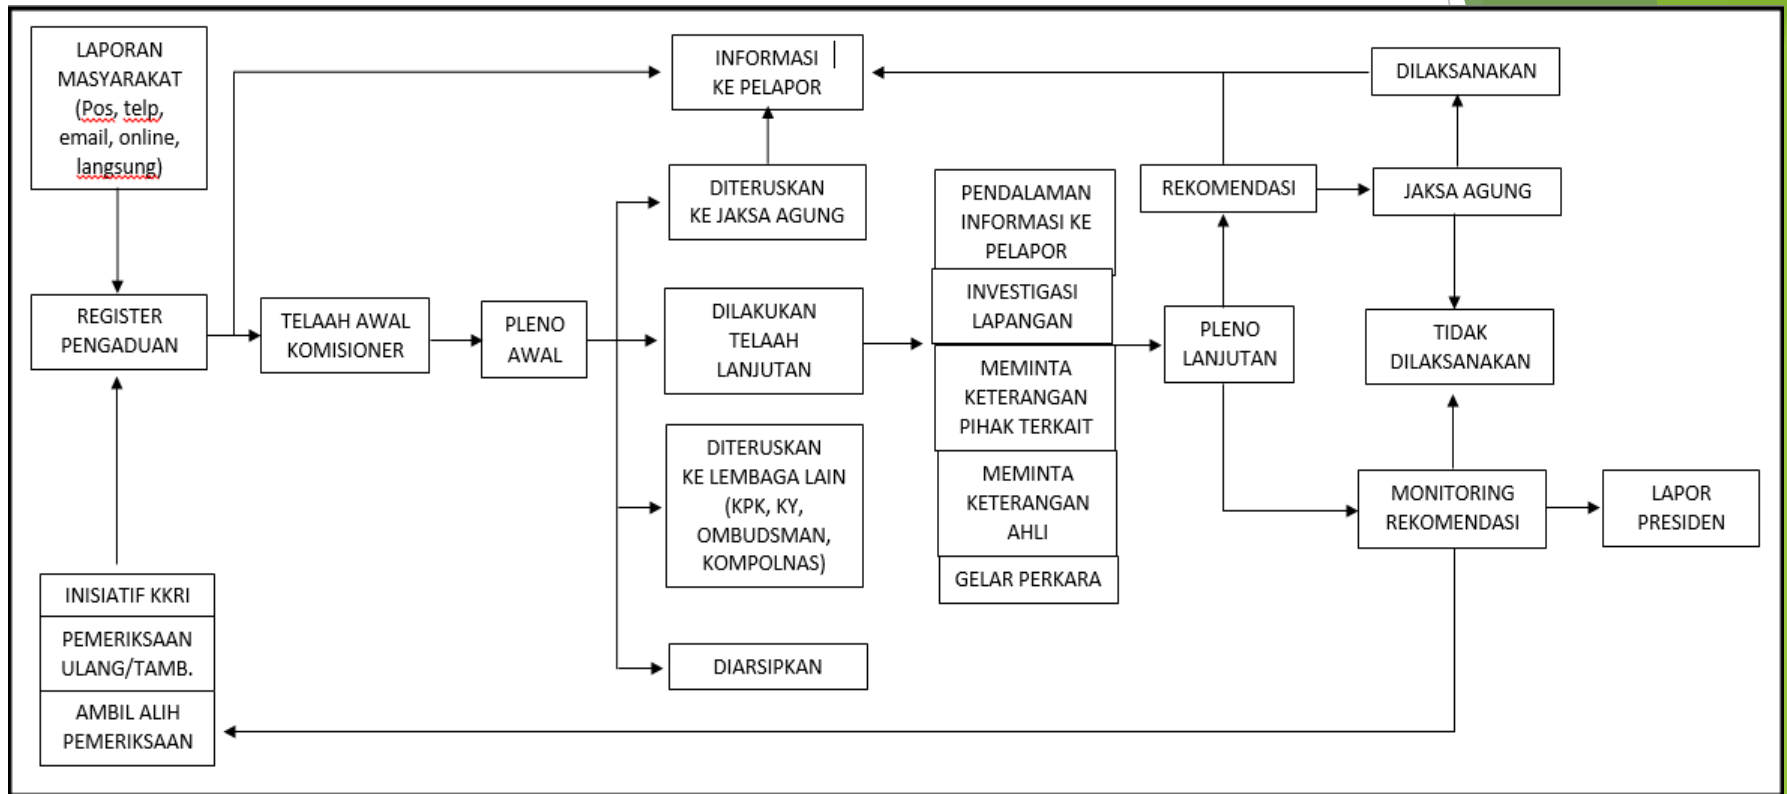 LAPORAN
MASYARAKAT
(Pos, telp,
email, online,
langsung)
REGISTER
PENGADUAN
INISIATIF KKRI
PEMERIKSAAN
ULANG/TAMB.
AMBIL ALIH
PEMERIKSAAN
TELAAH AWAL
KOMISIONER
PLENO
AWAL
INFORMASI
KE PELAPOR
DITERUSKAN
KE JAKSA AGUNG
DILAKUKAN
TELAAH
LANJUTAN
DITERUSKAN
KE LEMBAGA LAIN
(KPK, KY,
OMBUDSMAN,
KOMPOLNAS)
DIARSIPKAN
PENDALAMAN
INFORMASI KE
PELAPOR
INVESTIGASI
LAPANGAN
MEMINTA
KETERANGAN
PIHAK TERKAIT
MEMINTA
KETERANGAN
AHLI
GELAR PERKARA
PLENO
LANJUTAN
REKOMENDASI
JAKSA AGUNG
DILAKSANAKAN
TIDAK
DILAKSANAKAN
MONITORING
REKOMENDASI
LAPOR
PRESIDEN